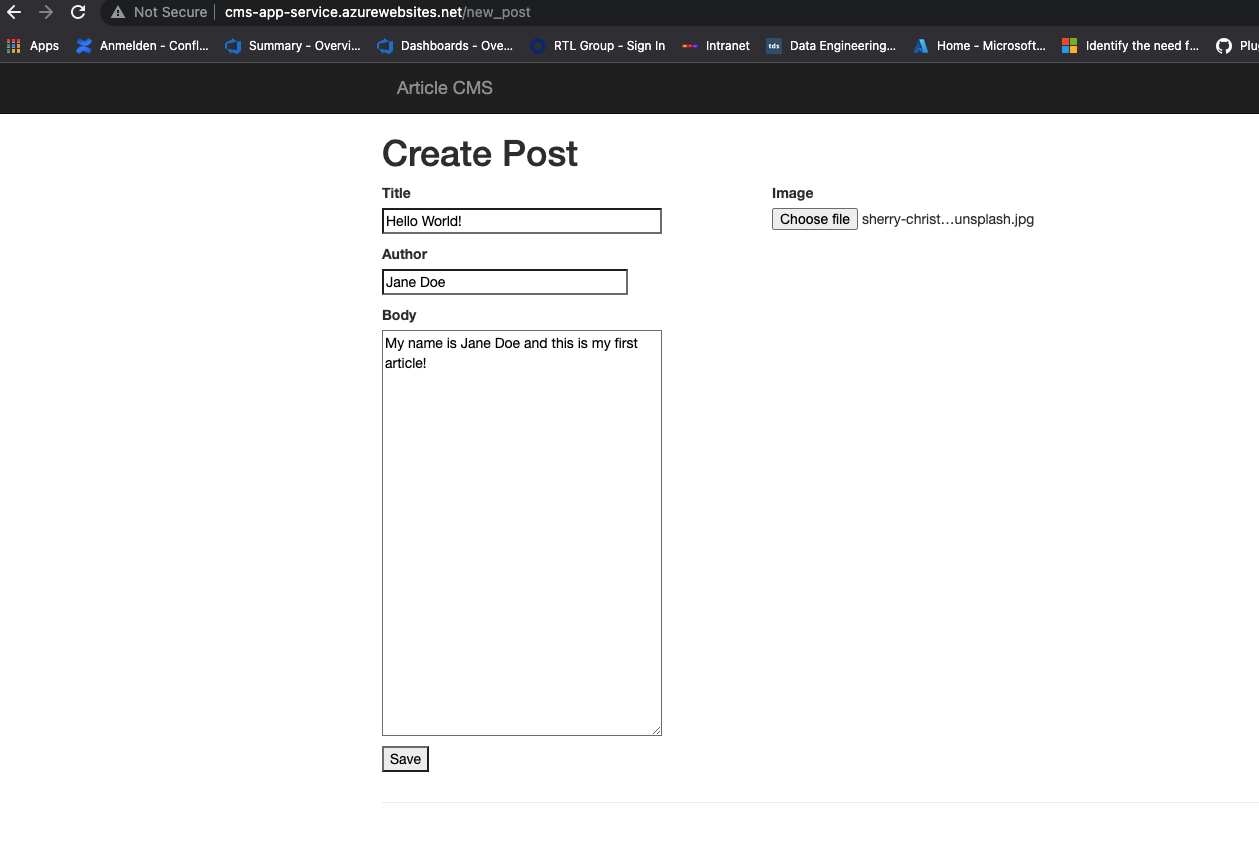 Not Secure cms-app-service.azurewebsites.net/new_post
Apps Anmelden - Confl... Summary - Overvi... Dashboards - Ove... RTL Group - Sign In Intranet tds Data Engineering... Home - Microsoft... Identify the need f... Plu
Article CMS
Create Post
Title
Hello World!
Author
Jane Doe
Body
My name is Jane Doe and this is my first
article!
Save
Image
Choose file sherry-christ...unsplash.jpg